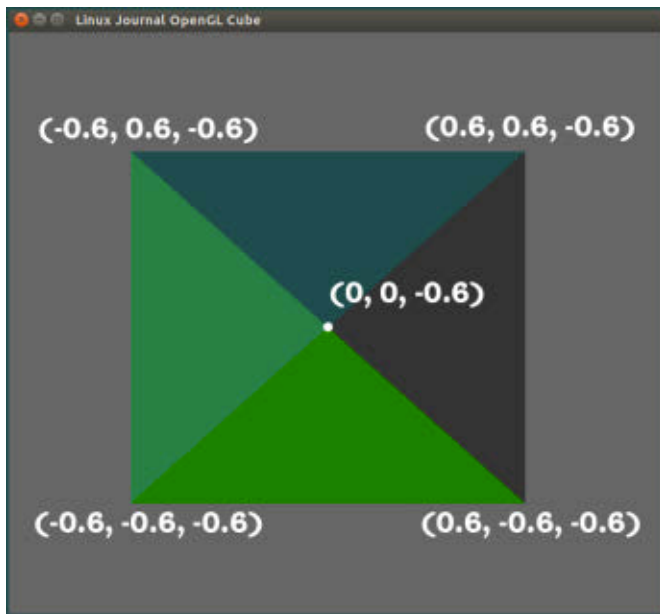 Linux Journal OpenGL Cube
(-0.6, 0.6, -0.6)
(0.6, 0.6, -0.6)
(0, 0, -0.6)
(-0.6, -0.6, -0.6)
(0.6, -0.6, -0.6)